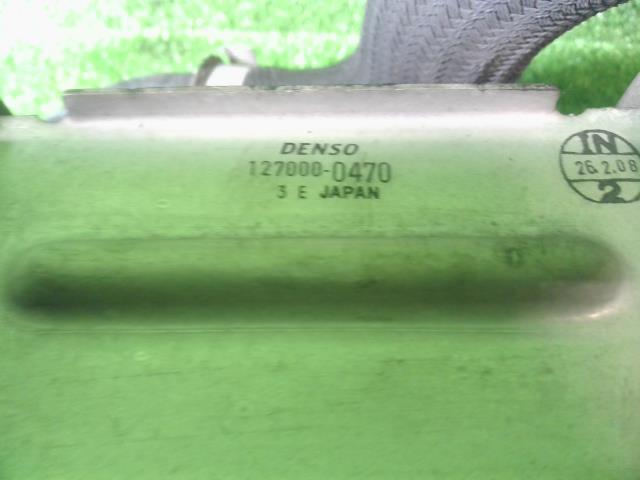 DENSO
127000-0470
3 E JAPAN
IN
26.2.08
2